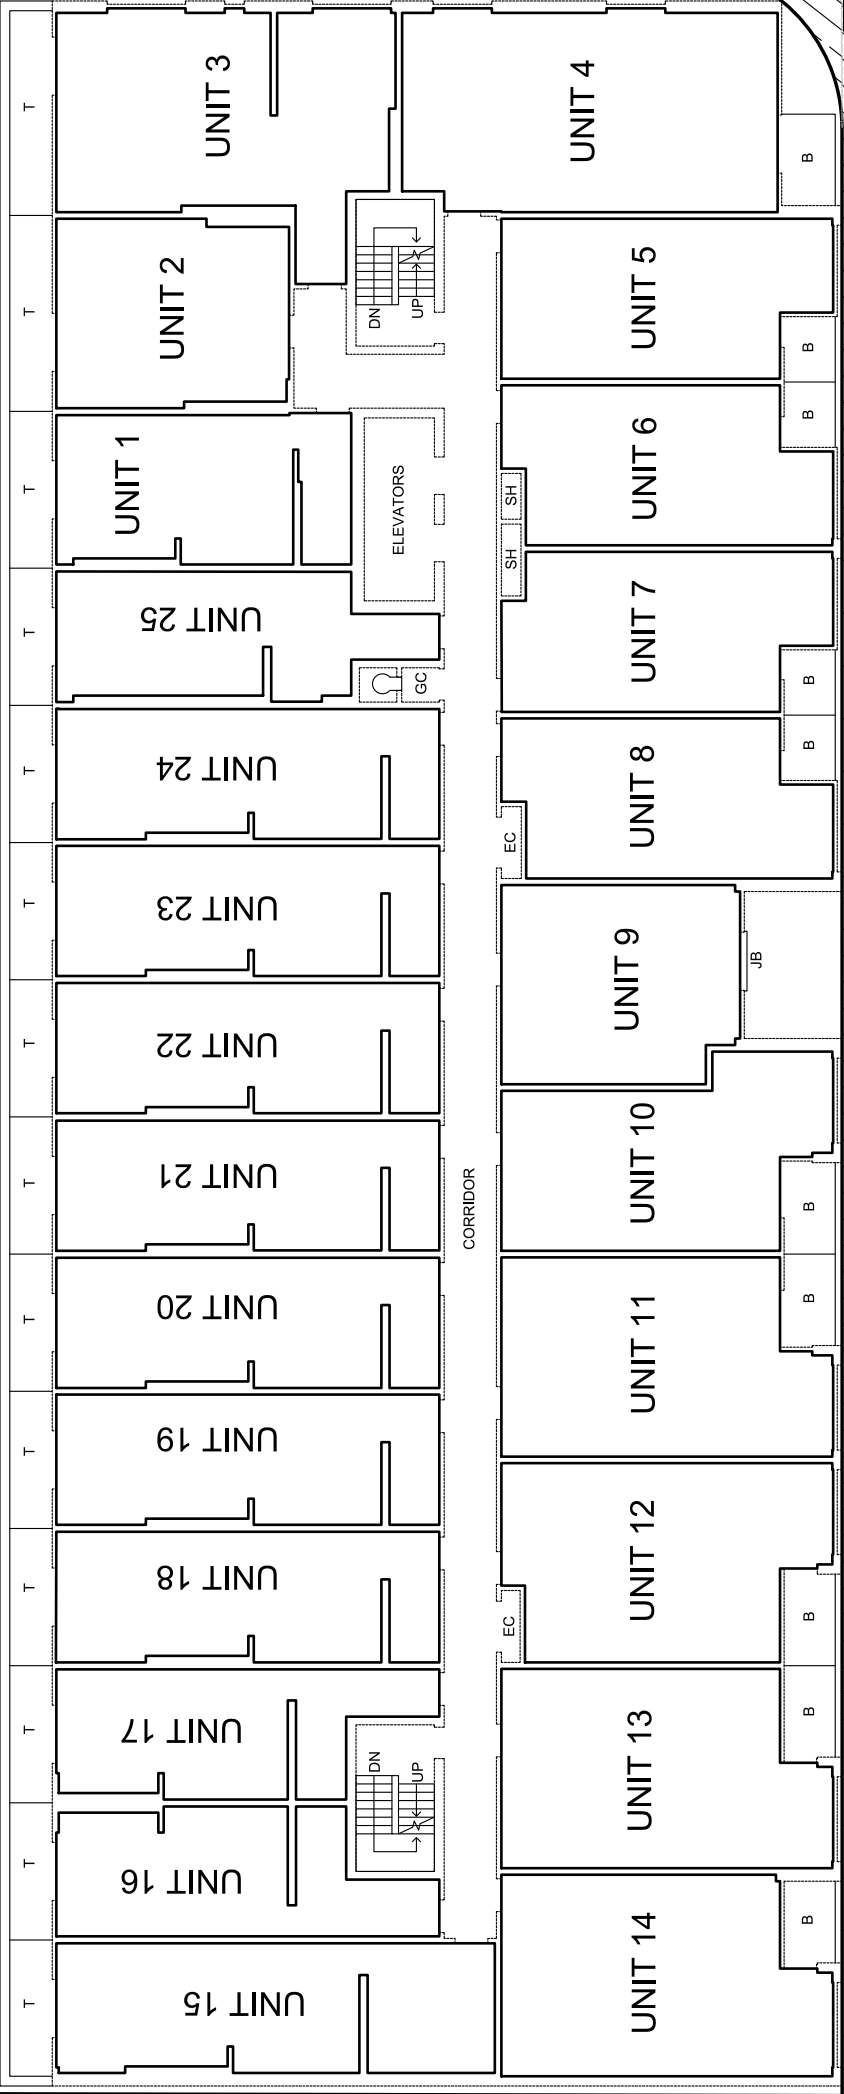 T
UNIT 3
UNIT 4
B
T
UNIT 2
DN
UP
UNIT 5
B
T
UNIT 1
ELEVATORS
B
UNIT 6
SH
SH
T
UNIT 25
GC
UNIT 7
B
T
UNIT 24
B
UNIT 8
EC
T
UNIT 23
UNIT 9
JB
T
UNIT 22
T
UNIT 21
CORRIDOR
UNIT 10
B
T
UNIT 20
UNIT 11
B
T
UNIT 19
T
UNIT 18
EC
UNIT 12
B
T
UNIT 17
DN
UP
UNIT 13
B
T
UNIT 16
T
UNIT 15
UNIT 14
B